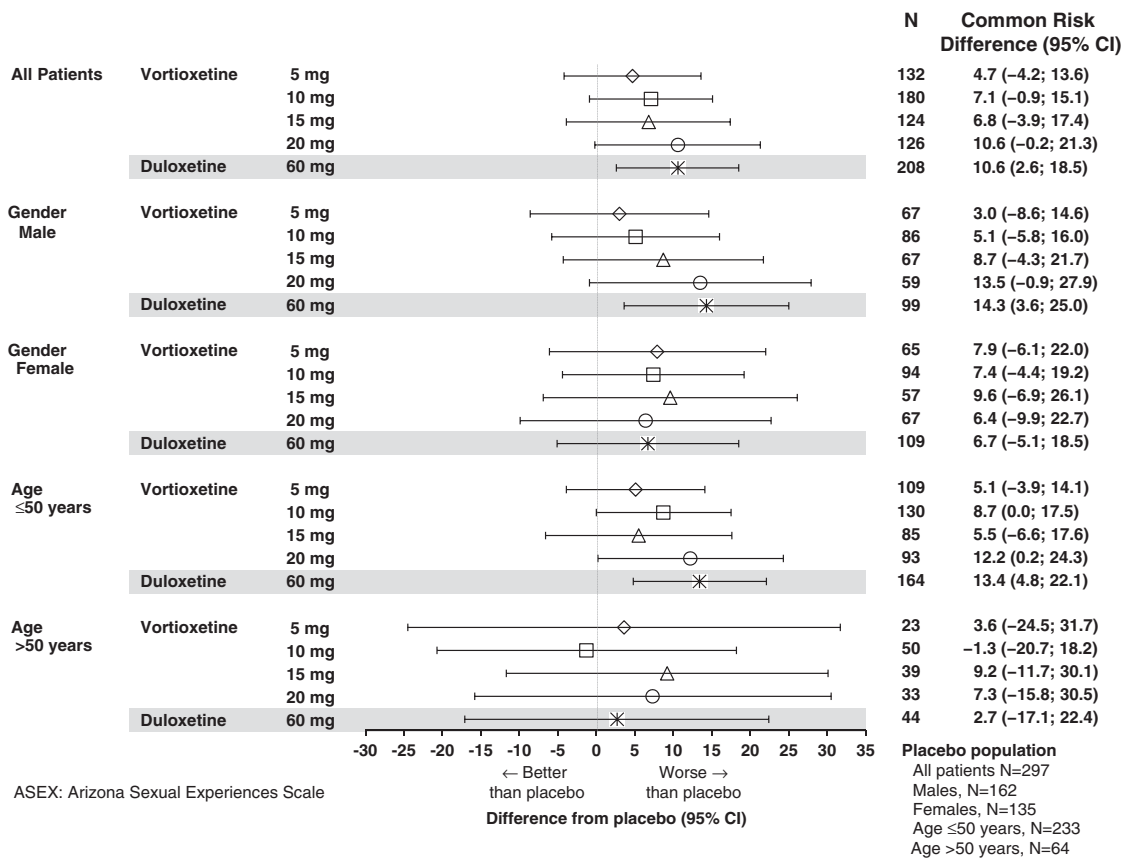 N Common Risk
Difference (95% CI)
All Patients Vortioxetine 5 mg 132 4.7 (−4.2; 13.6)
10 mg 180 7.1 (−0.9; 15.1)
15 mg 124 6.8 (−3.9; 17.4)
20 mg 126 10.6 (−0.2; 21.3)
Duloxetine 60 mg 208 10.6 (2.6; 18.5)
Gender Vortioxetine 5 mg 67 3.0 (−8.6; 14.6)
Male 10 mg 86 5.1 (−5.8; 16.0)
15 mg 67 8.7 (−4.3; 21.7)
20 mg 59 13.5 (−0.9; 27.9)
Duloxetine 60 mg 99 14.3 (3.6; 25.0)
Gender Vortioxetine 5 mg 65 7.9 (−6.1; 22.0)
Female 10 mg 94 7.4 (−4.4; 19.2)
15 mg 57 9.6 (−6.9; 26.1)
20 mg 67 6.4 (−9.9; 22.7)
Duloxetine 60 mg 109 6.7 (−5.1; 18.5)
Age Vortioxetine 5 mg 109 5.1 (−3.9; 14.1)
≤50 years 10 mg 130 8.7 (0.0; 17.5)
15 mg 85 5.5 (−6.6; 17.6)
20 mg 93 12.2 (0.2; 24.3)
Duloxetine 60 mg 164 13.4 (4.8; 22.1)
Age Vortioxetine 5 mg 23 3.6 (−24.5; 31.7)
>50 years 10 mg 50 −1.3 (−20.7; 18.2)
15 mg 39 9.2 (−11.7; 30.1)
20 mg 33 7.3 (−15.8; 30.5)
Duloxetine 60 mg 44 2.7 (−17.1; 22.4)
-30 -25 -20 -15 -10 -5 0 5 10 15 20 25 30 35
← Better Worse →
than placebo than placebo
Difference from placebo (95% CI)
ASEX: Arizona Sexual Experiences Scale
Placebo population
All patients N=297
Males, N=162
Females, N=135
Age ≤50 years, N=233
Age >50 years, N=64